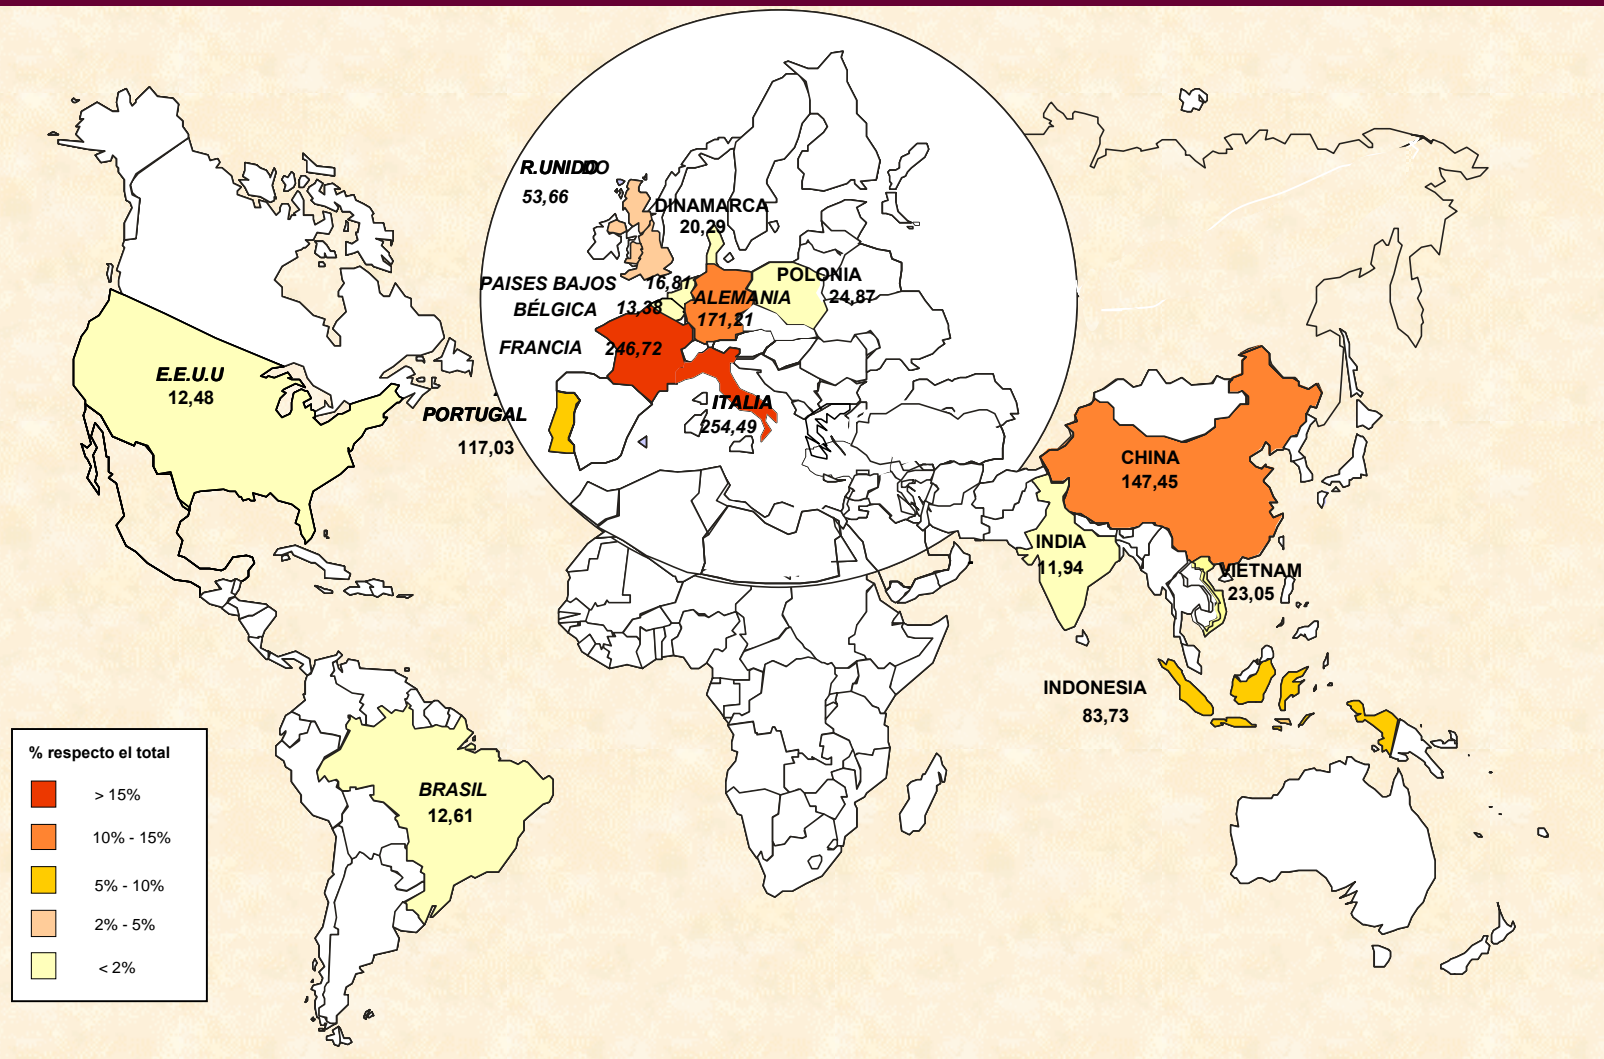 R.UNIDO
53,66
DINAMARCA
20,29
PAISES BAJOS 16,81
BÉLGICA 13,38
FRANCIA 246,72
ALEMANIA
171,21
POLONIA
24,87
PORTUGAL
117,03
ITALIA
254,49
E.E.U.U
12,48
CHINA
147,45
INDIA
11,94
VIETNAM
23,05
INDONESIA
83,73
BRASIL
12,61
% respecto el total
> 15%
10% - 15%
5% - 10%
2% - 5%
< 2%